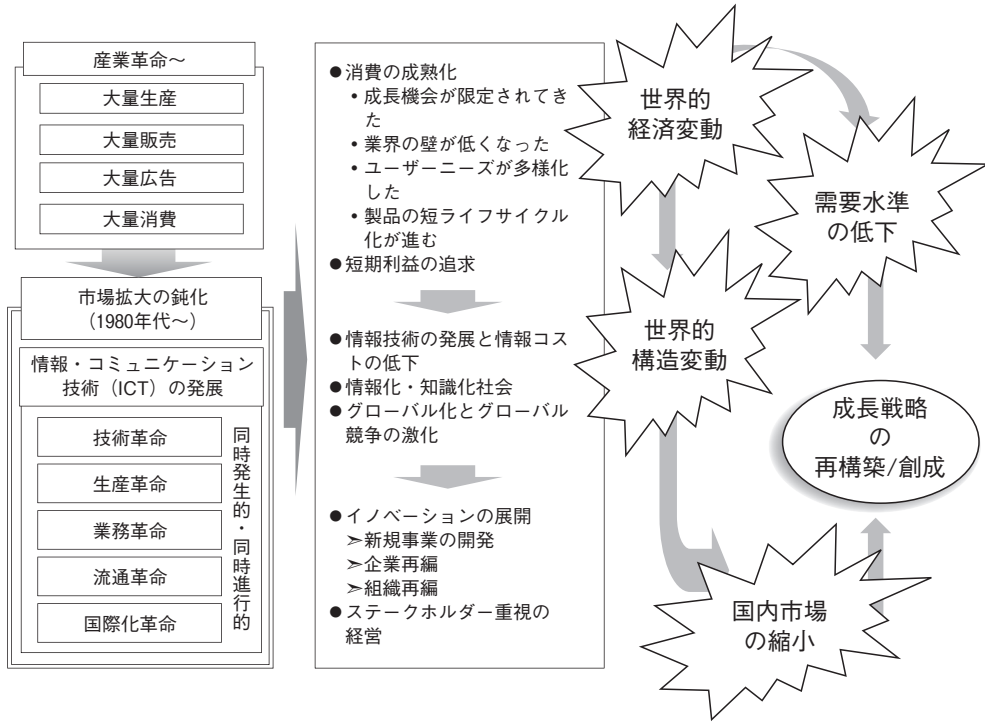 産業革命～
大量生産
大量販売
大量広告
大量消費
市場拡大の鈍化
（1980年代～）
情報・コミュニケーション
技術（ICT）の発展
技術革命
生産革命
業務革命
流通革命
国際化革命
同時発生的・同時進行的
●消費の成熟化
・成長機会が限定されてき
た
・業界の壁が低くなった
・ユーザーニーズが多様化
した
・製品の短ライフサイクル
化が進む
●短期利益の追求
●情報技術の発展と情報コス
トの低下
●情報化・知識化社会
●グローバル化とグローバル
競争の激化
●イノベーションの展開
➣新規事業の開発
➣企業再編
➣組織再編
●ステークホルダー重視の
経営
世界的
経済変動
需要水準
の低下
世界的
構造変動
成長戦略
の
再構築/創成
国内市場
の縮小